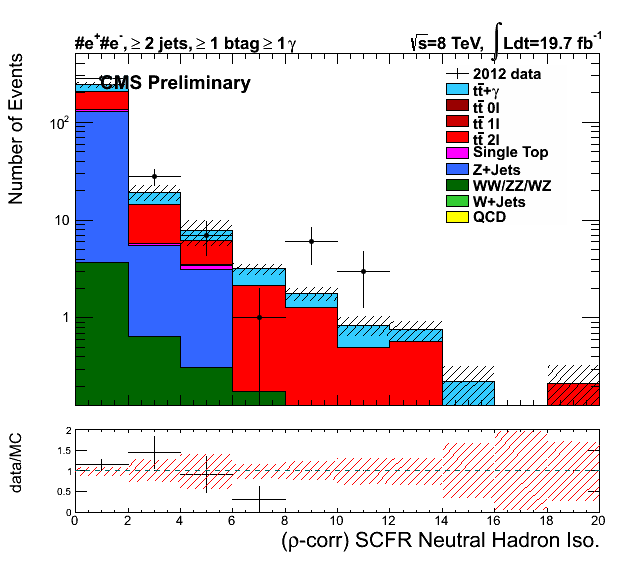 #e⁺#e⁻, ≥ 2 jets, ≥ 1 btag ≥ 1γ
√s=8 TeV, ∫ Ldt=19.7 fb⁻¹
CMS Preliminary
2012 data
tt̄+γ
tt̄ 0l
tt̄ 1l
tt̄ 2l
Single Top
Z+Jets
WW/ZZ/WZ
W+Jets
QCD
Number of Events
10²
10
1
data/MC
2
1.5
1
0.5
0
0 2 4 6 8 10 12 14 16 18 20
(ρ-corr) SCFR Neutral Hadron Iso.